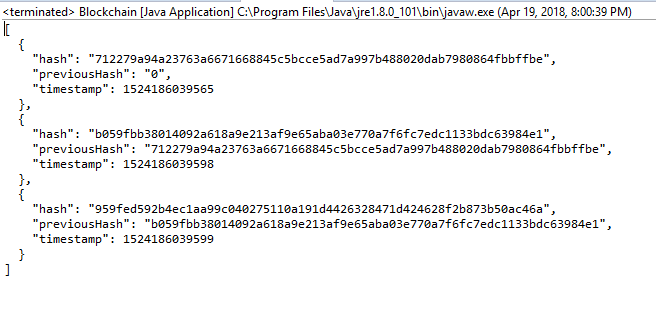 <terminated> Blockchain [Java Application] C:\Program Files\Java\jre1.8.0_101\bin\javaw.exe (Apr 19, 2018, 8:00:39 PM)
[
  {
    "hash": "712279a94a23763a6671668845c5bcce5ad7a997b488020dab7980864fbbffbe",
    "previousHash": "0",
    "timestamp": 1524186039565
  },
  {
    "hash": "b059fbb38014092a618a9e213af9e65aba03e770a7f6fc7edc1133bdc63984e1",
    "previousHash": "712279a94a23763a6671668845c5bcce5ad7a997b488020dab7980864fbbffbe",
    "timestamp": 1524186039598
  },
  {
    "hash": "959fed592b4ec1aa99c040275110a191d4426328471d424628f2b873b50ac46a",
    "previousHash": "b059fbb38014092a618a9e213af9e65aba03e770a7f6fc7edc1133bdc63984e1",
    "timestamp": 1524186039599
  }
]